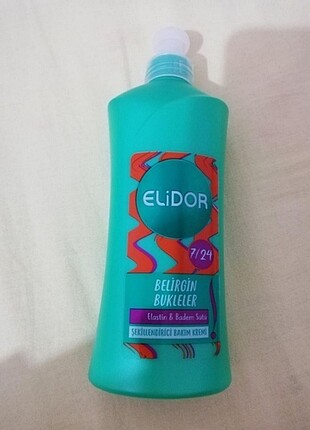 ELiDOR
7/24
BELİRGİN
BUKLELER
Elastin & Badem Sütü
ŞEKİLLENDİRİCİ BAKIM KREMİ